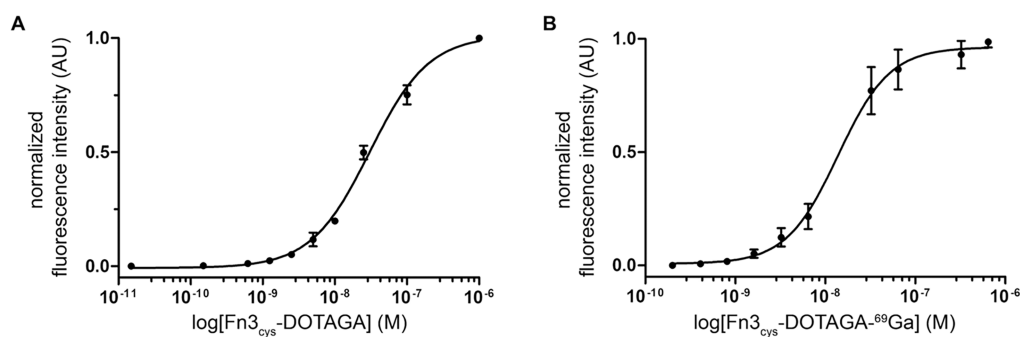 A
normalized
fluorescence intensity (AU)
1.0
0.5
0.0
10-11
10-10
10-9
10-8
10-7
10-6
log[Fn3cys-DOTAGA] (M)
B
normalized
fluorescence intensity (AU)
1.0
0.5
0.0
10-10
10-9
10-8
10-7
10-6
log[Fn3cys-DOTAGA-69Ga] (M)